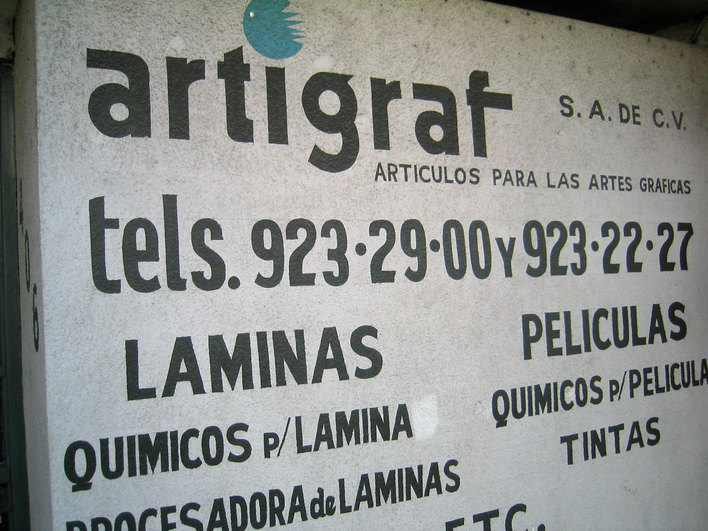 artigraf
S.A. DE C.V.
ARTICULOS PARA LAS ARTES GRAFICAS
tels. 923·29·00 Y 923·22·27
LAMINAS
PELICULAS
QUIMICOS p/LAMINA
QUIMICOS p/PELICULA
TINTAS
PROCESADORA de LAMINAS
ETC.